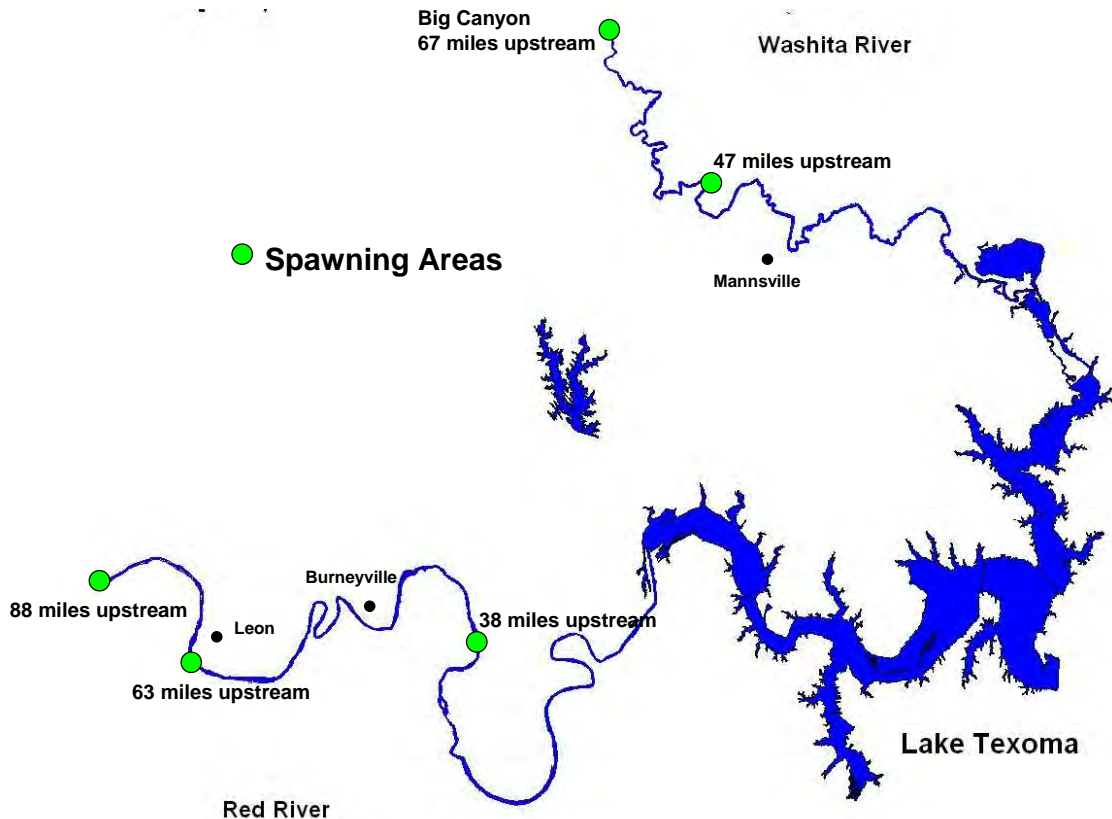 Big Canyon
67 miles upstream
Washita River
47 miles upstream
Spawning Areas
Mannsville
Burneyville
88 miles upstream
Leon
38 miles upstream
63 miles upstream
Lake Texoma
Red River